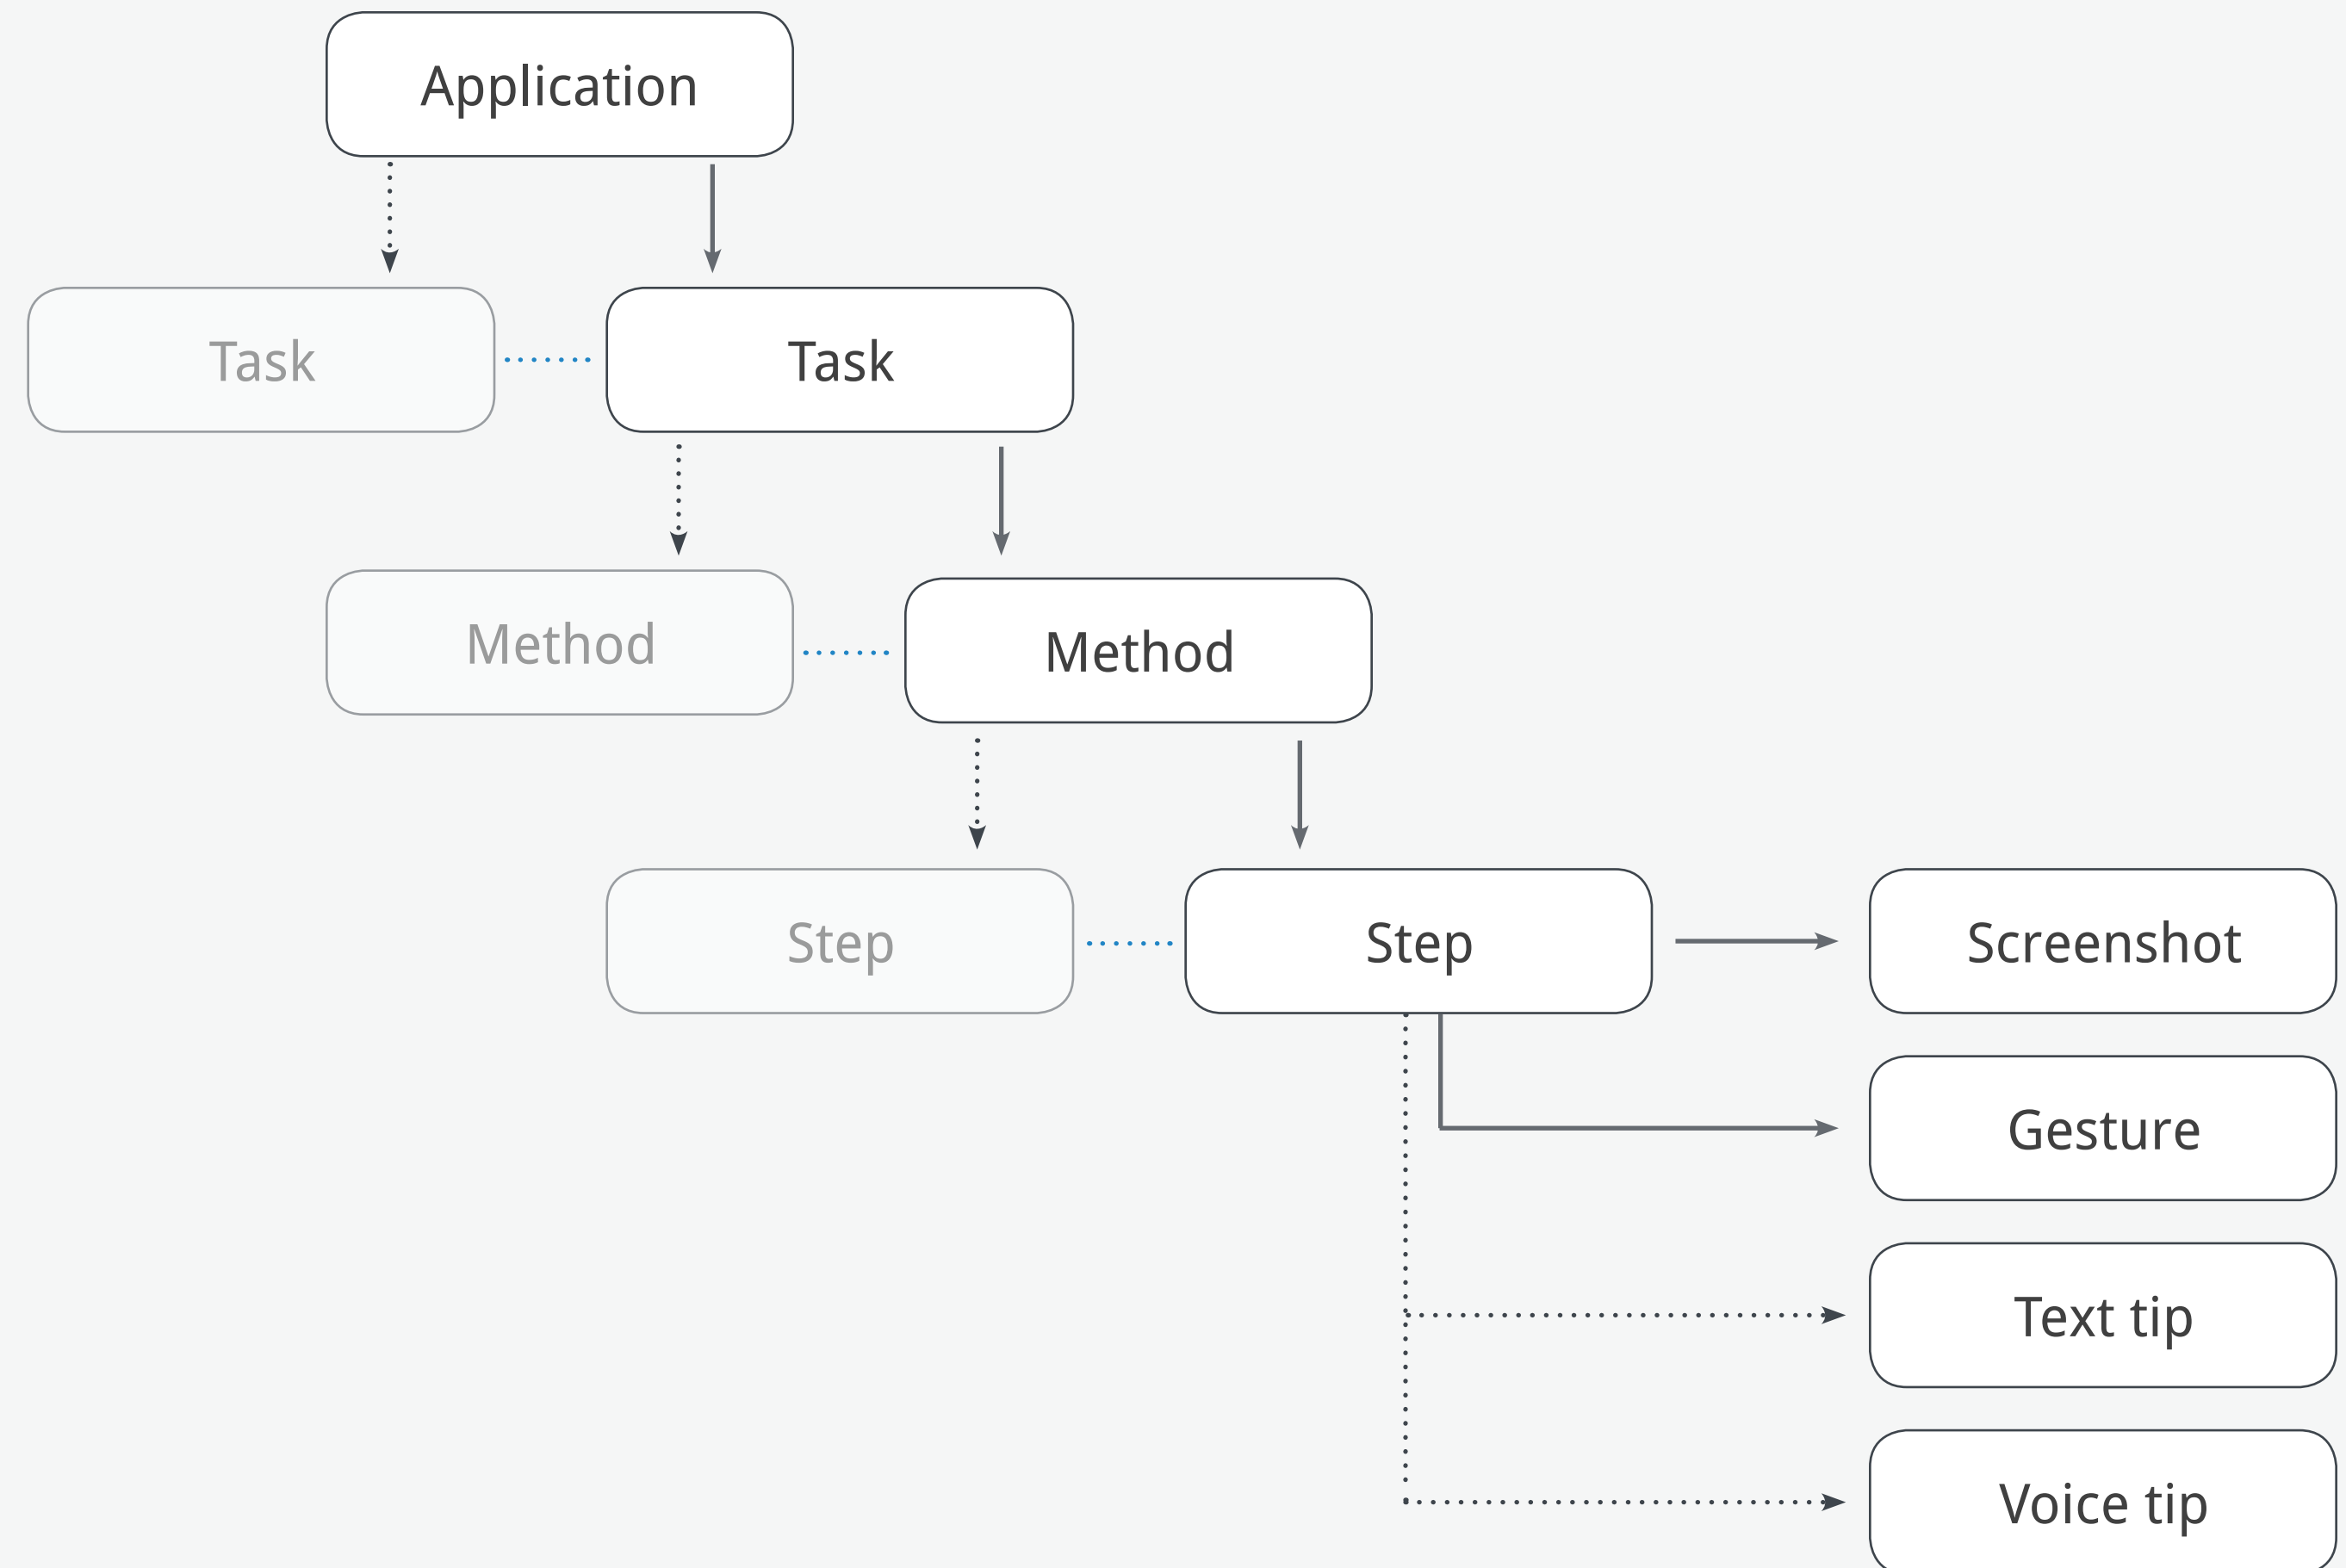 Application
Task
Task
Method
Method
Step
Step
Screenshot
Gesture
Text tip
Voice tip